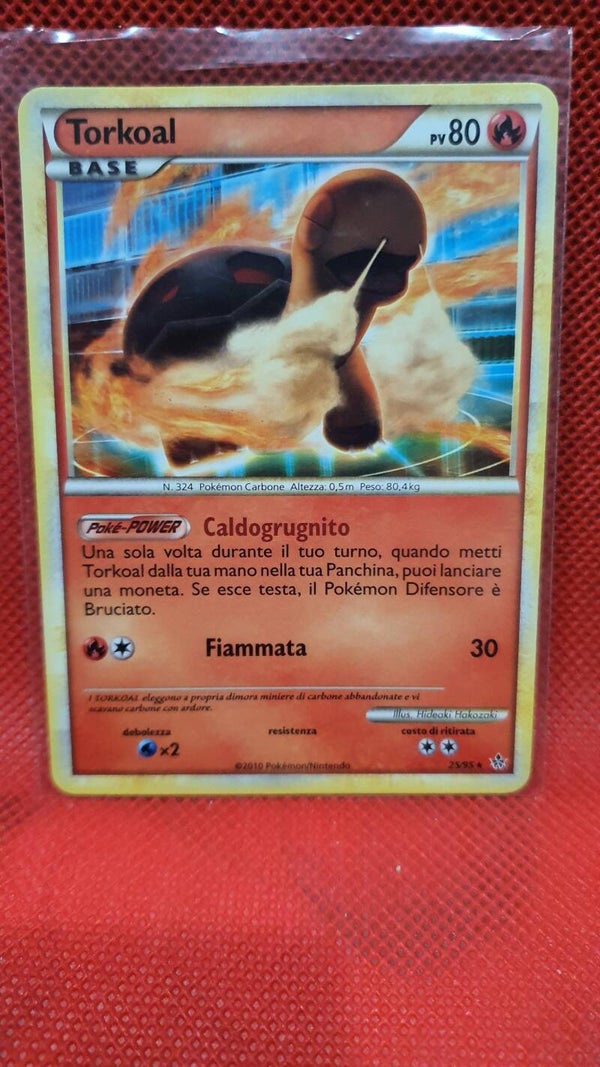 Torkoal
PV 80
BASE
N. 324 Pokémon Carbone Altezza: 0,5 m Peso: 80,4 kg
Poké-POWER Caldogrugnito
Una sola volta durante il tuo turno, quando metti
Torkoal dalla tua mano nella tua Panchina, puoi lanciare
una moneta. Se esce testa, il Pokémon Difensore è
Bruciato.
Fiammata 30
I TORKOAL eleggono a propria dimora miniere di carbone abbandonate e vi
scavano carbone con ardore.
Illus. Hideaki Hakozaki
debolezza resistenza costo di ritirata
×2
©2010 Pokémon/Nintendo 25/95 ★